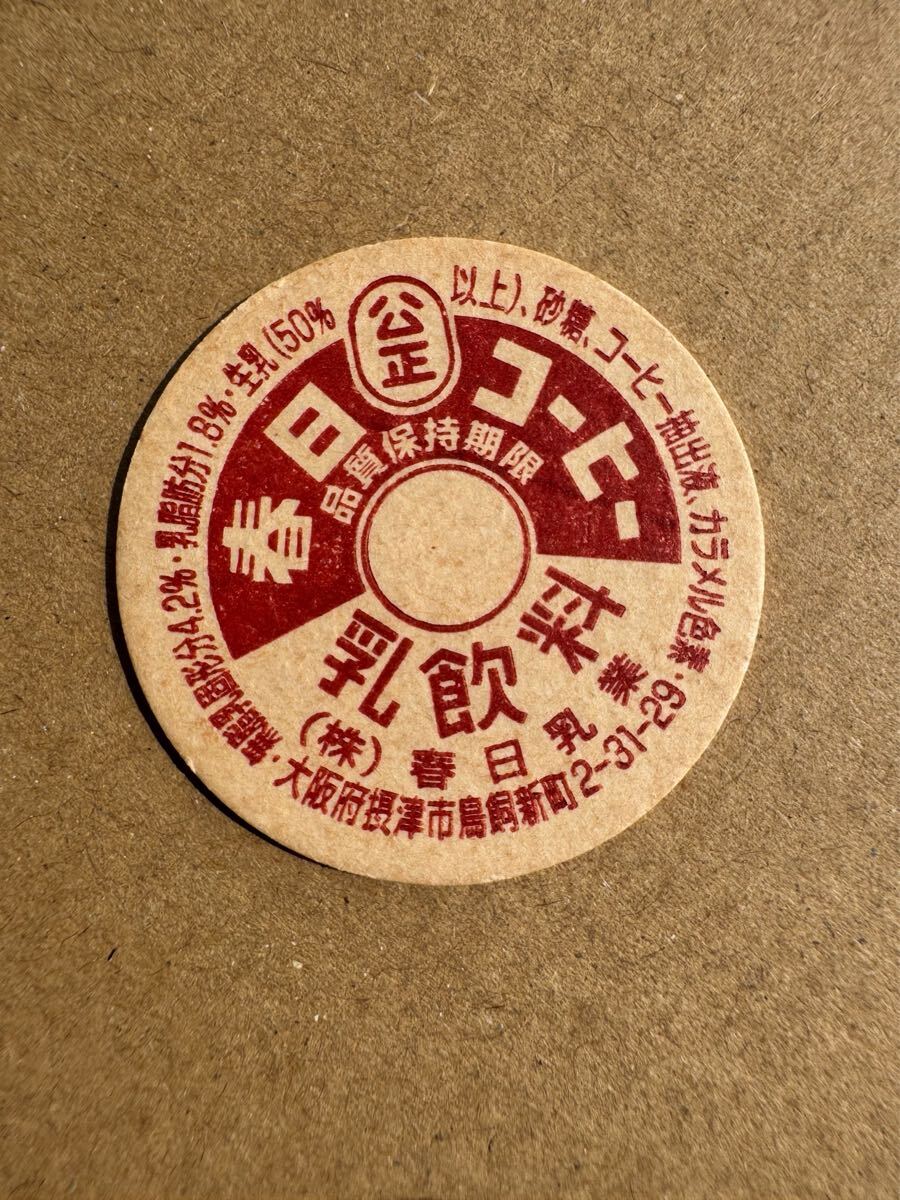 公正
春日コーヒー
品質保持期限
乳飲料
(株)春日乳業
無脂乳固形分4.2%・乳脂肪分1.8%・生乳(50%以上)、砂糖、コーヒー抽出液、カラメル色素・
大阪府摂津市鳥飼新町2-31-29・